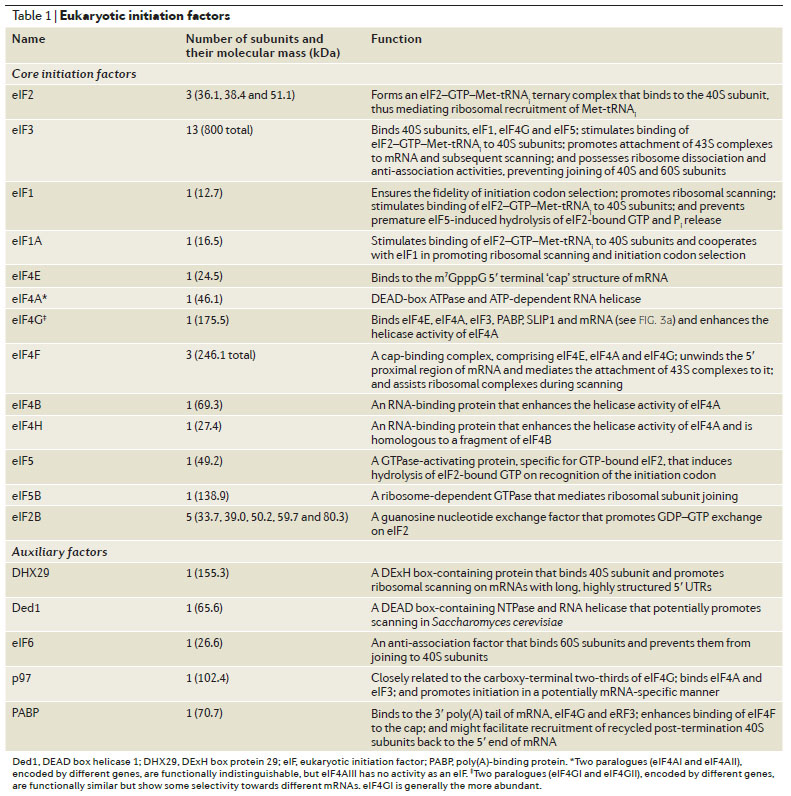 Table 1 | Eukaryotic initiation factors
Name Number of subunits and their molecular mass (kDa) Function
Core initiation factors
eIF2 3 (36.1, 38.4 and 51.1) Forms an eIF2–GTP–Met-tRNAi ternary complex that binds to the 40S subunit,
thus mediating ribosomal recruitment of Met-tRNAi
eIF3 13 (800 total) Binds 40S subunits, eIF1, eIF4G and eIF5; stimulates binding of
eIF2–GTP–Met-tRNAi to 40S subunits; promotes attachment of 43S complexes
to mRNA and subsequent scanning; and possesses ribosome dissociation and
anti-association activities, preventing joining of 40S and 60S subunits
eIF1 1 (12.7) Ensures the fidelity of initiation codon selection; promotes ribosomal scanning;
stimulates binding of eIF2–GTP–Met-tRNAi to 40S subunits; and prevents
premature eIF5-induced hydrolysis of eIF2-bound GTP and Pi release
eIF1A 1 (16.5) Stimulates binding of eIF2–GTP–Met-tRNAi to 40S subunits and cooperates
with eIF1 in promoting ribosomal scanning and initiation codon selection
eIF4E 1 (24.5) Binds to the m⁷GpppG 5′ terminal ‘cap’ structure of mRNA
eIF4A* 1 (46.1) DEAD-box ATPase and ATP-dependent RNA helicase
eIF4G‡ 1 (175.5) Binds eIF4E, eIF4A, eIF3, PABP, SLIP1 and mRNA (see FIG. 3a) and enhances the
helicase activity of eIF4A
eIF4F 3 (246.1 total) A cap-binding complex, comprising eIF4E, eIF4A and eIF4G; unwinds the 5′
proximal region of mRNA and mediates the attachment of 43S complexes to it;
and assists ribosomal complexes during scanning
eIF4B 1 (69.3) An RNA-binding protein that enhances the helicase activity of eIF4A
eIF4H 1 (27.4) An RNA-binding protein that enhances the helicase activity of eIF4A and is
homologous to a fragment of eIF4B
eIF5 1 (49.2) A GTPase-activating protein, specific for GTP-bound eIF2, that induces
hydrolysis of eIF2-bound GTP on recognition of the initiation codon
eIF5B 1 (138.9) A ribosome-dependent GTPase that mediates ribosomal subunit joining
eIF2B 5 (33.7, 39.0, 50.2, 59.7 and 80.3) A guanosine nucleotide exchange factor that promotes GDP–GTP exchange
on eIF2
Auxiliary factors
DHX29 1 (155.3) A DExH box-containing protein that binds 40S subunit and promotes
ribosomal scanning on mRNAs with long, highly structured 5′ UTRs
Ded1 1 (65.6) A DEAD box-containing NTPase and RNA helicase that potentially promotes
scanning in Saccharomyces cerevisiae
eIF6 1 (26.6) An anti-association factor that binds 60S subunits and prevents them from
joining to 40S subunits
p97 1 (102.4) Closely related to the carboxy-terminal two-thirds of eIF4G; binds eIF4A and
eIF3; and promotes initiation in a potentially mRNA-specific manner
PABP 1 (70.7) Binds to the 3′ poly(A) tail of mRNA, eIF4G and eRF3; enhances binding of eIF4F
to the cap; and might facilitate recruitment of recycled post-termination 40S
subunits back to the 5′ end of mRNA
Ded1, DEAD box helicase 1; DHX29, DExH box protein 29; eIF, eukaryotic initiation factor; PABP, poly(A)-binding protein. *Two paralogues (eIF4AI and eIF4AII),
encoded by different genes, are functionally indistinguishable, but eIF4AIII has no activity as an eIF. ‡Two paralogues (eIF4GI and eIF4GII), encoded by different genes,
are functionally similar but show some selectivity towards different mRNAs. eIF4GI is generally the more abundant.